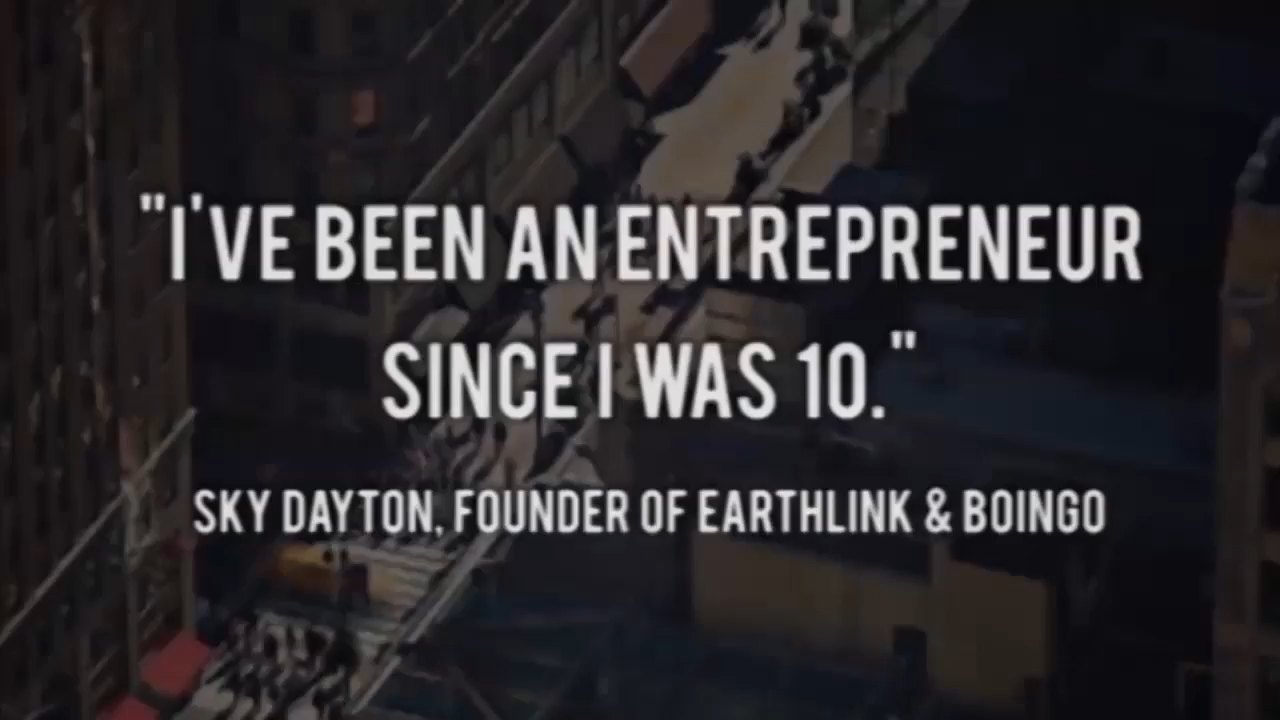 "I'VE BEEN AN ENTREPRENEUR
SINCE I WAS 10."
SKY DAYTON, FOUNDER OF EARTHLINK & BOINGO